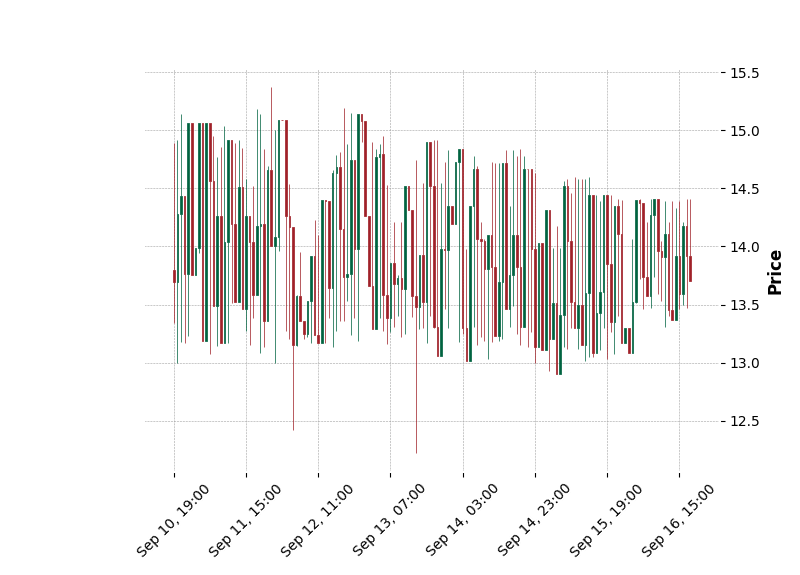 15.5
15.0
14.5
14.0
13.5
13.0
12.5
Price
Sep 10, 19:00
Sep 11, 15:00
Sep 12, 11:00
Sep 13, 07:00
Sep 14, 03:00
Sep 14, 23:00
Sep 15, 19:00
Sep 16, 15:00